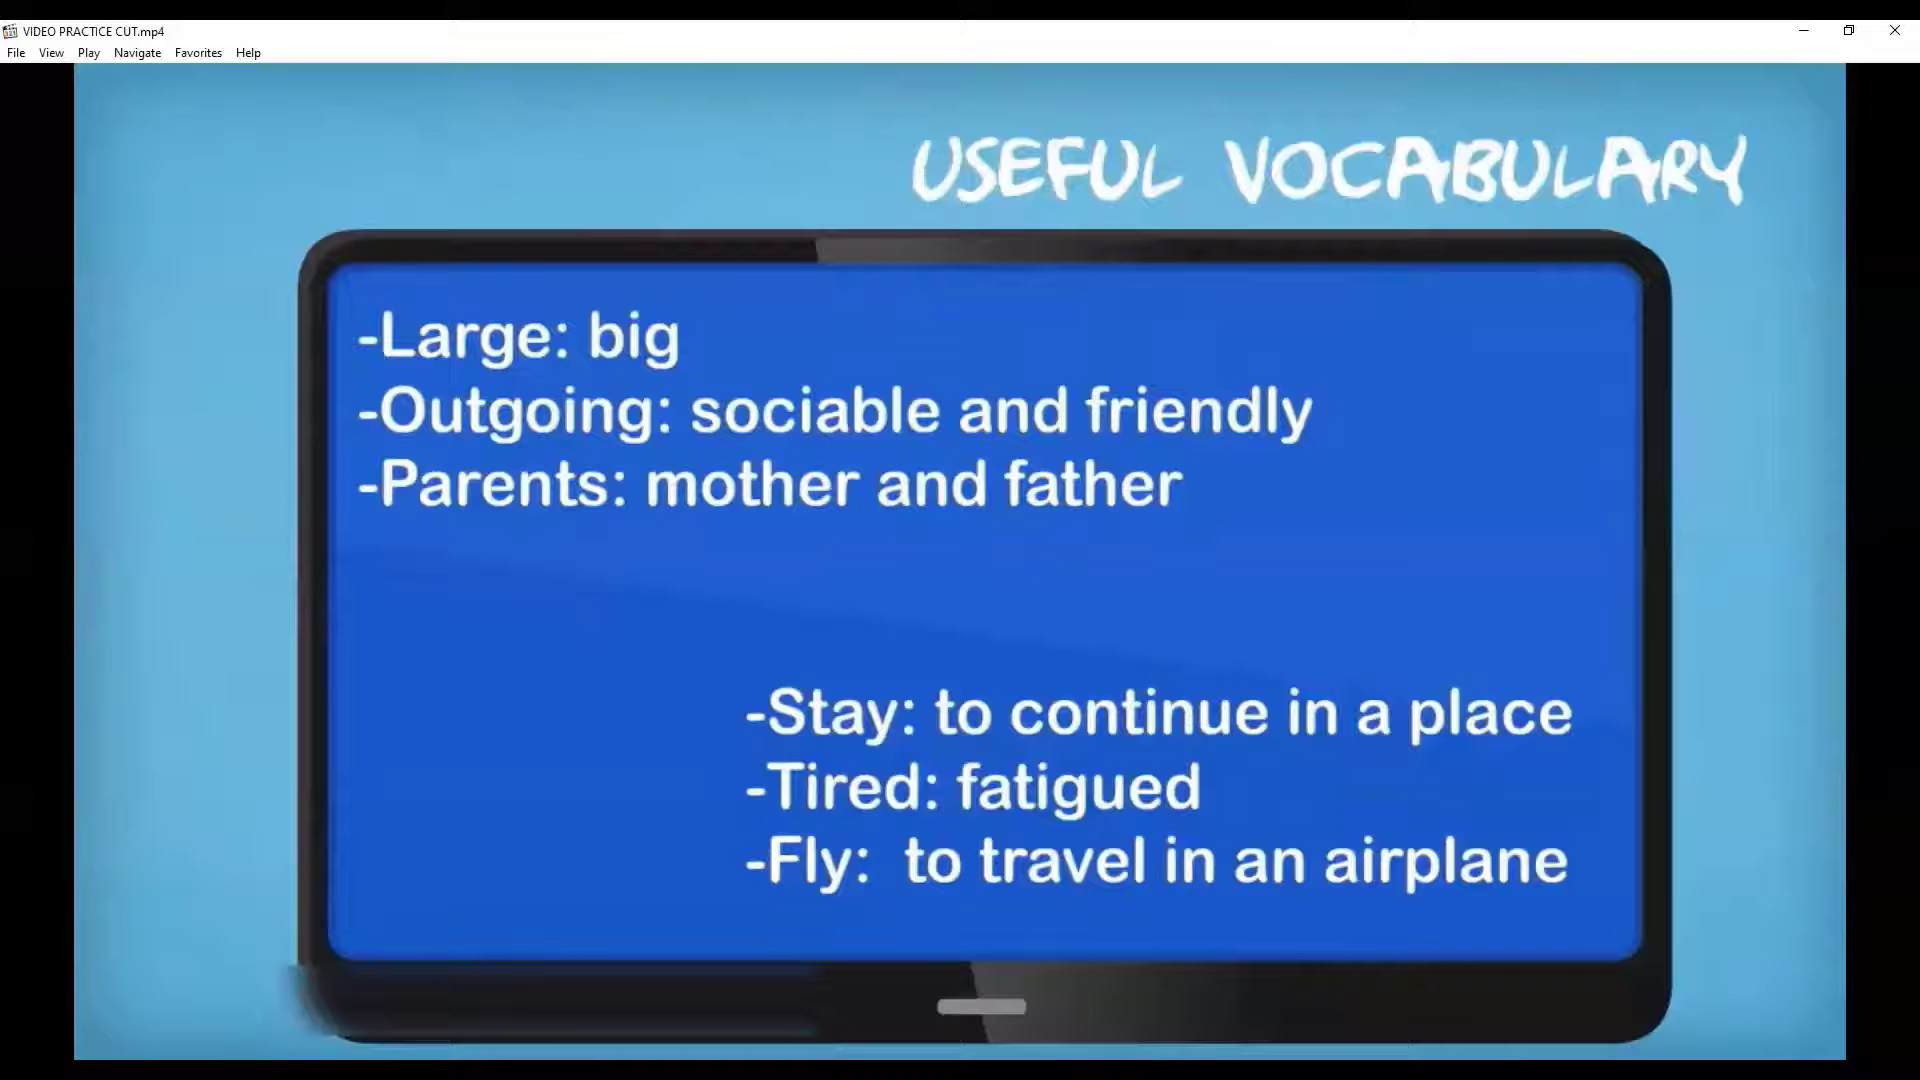 VIDEO PRACTICE CUT.mp4
File View Play Navigate Favorites Help
USEFUL VOCABULARY
-Large: big
-Outgoing: sociable and friendly
-Parents: mother and father
-Stay: to continue in a place
-Tired: fatigued
-Fly:  to travel in an airplane